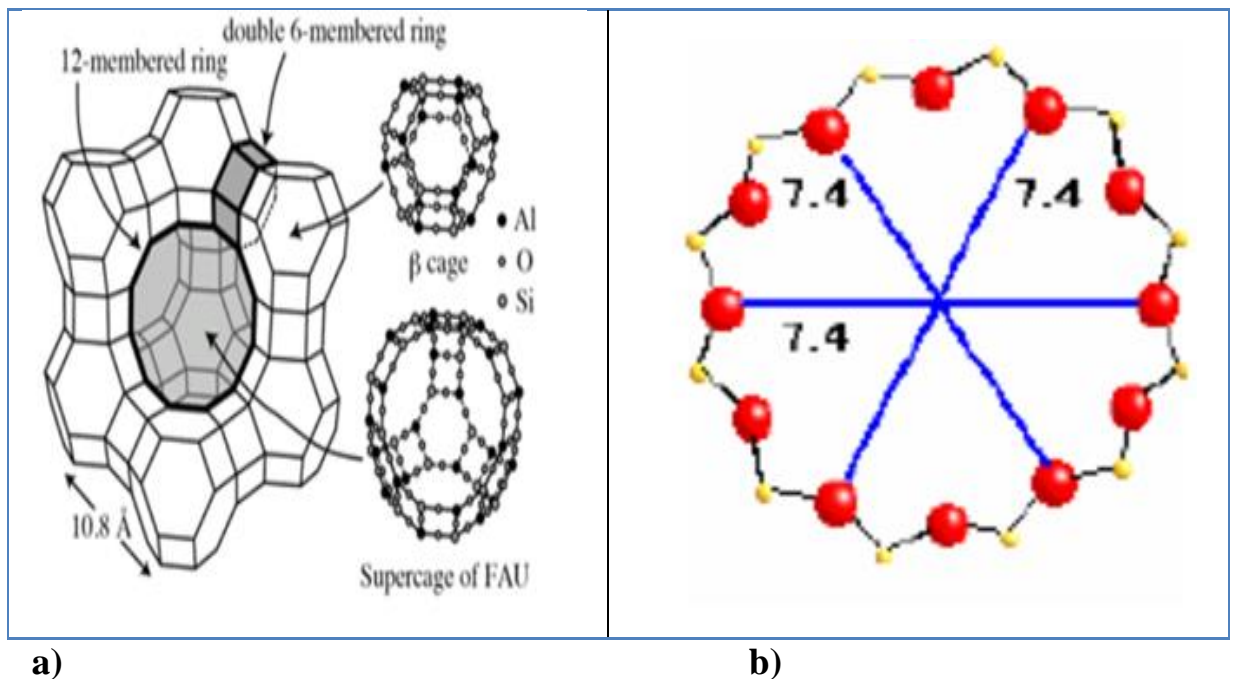 double 6-membered ring
12-membered ring
Al
β cage
O
Si
10.8 Å
Supercage of FAU
7.4
7.4
7.4
a)
b)